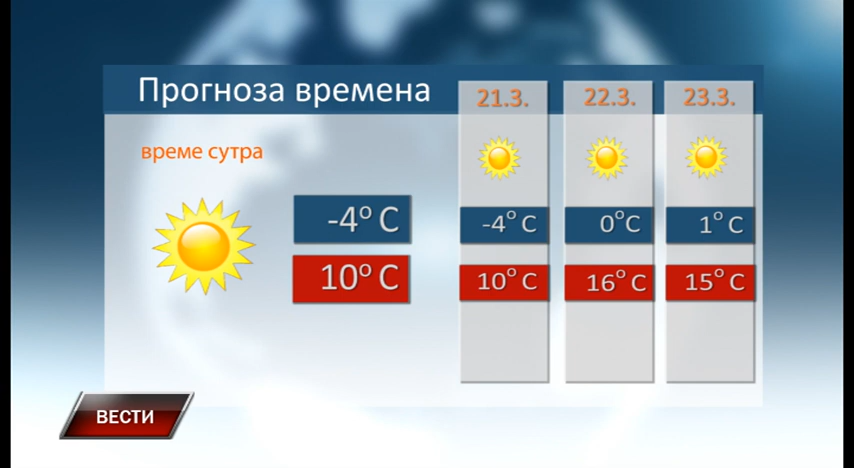 Прогноза времена
време сутра
-4° C
10° C
21.3. 22.3. 23.3.
-4° C 0°C 1° C
10° C 16° C 15° C
ВЕСТИ